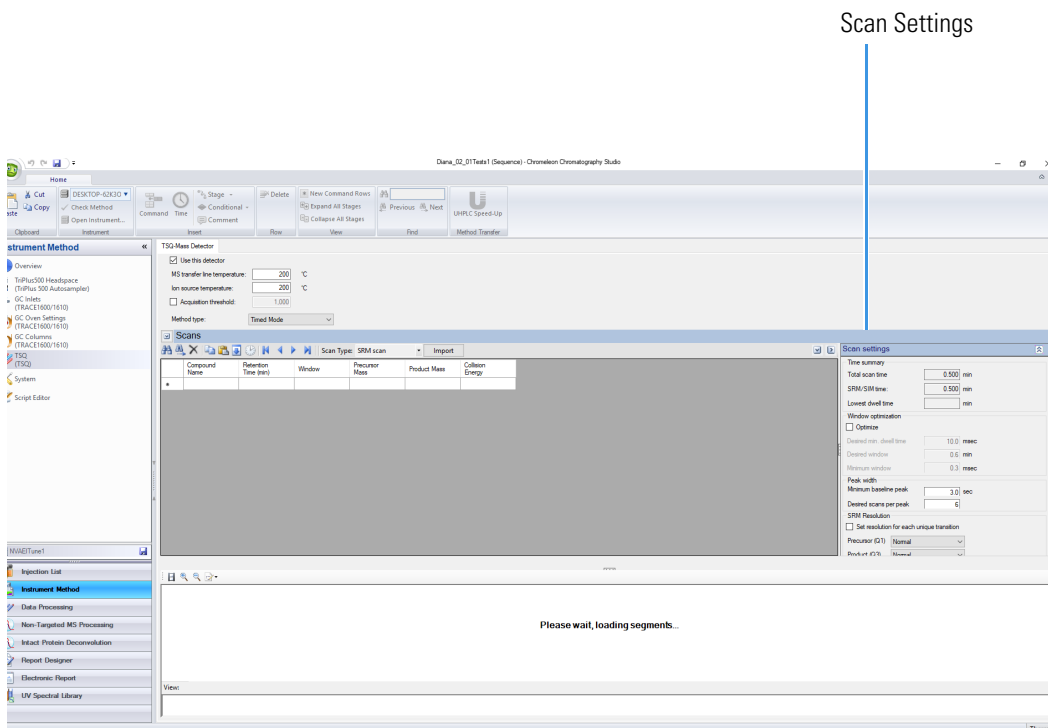 Scan Settings
Diana_02_01Tests1 (Sequence) - Chromeleon Chromatography Studio
Home
Cut
Copy
aste
Clipboard
DESKTOP-62K3O
Check Method
Open Instrument...
Instrument
Command
Time
Stage
Conditional
Comment
Insert
Delete
Row
New Command Rows
Expand All Stages
Collapse All Stages
View
Previous
Next
Find
UHPLC Speed-Up
Method Transfer
strument Method «
Overview
TriPlus500 Headspace
(TriPlus 500 Autosampler)
GC Inlets
(TRACE1600/1610)
GC Oven Settings
(TRACE1600/1610)
GC Columns
(TRACE1600/1610)
TSQ
(TSQ)
System
Script Editor
NVAEITune1
Injection List
Instrument Method
Data Processing
Non-Targeted MS Processing
Intact Protein Deconvolution
Report Designer
Electronic Report
UV Spectral Library
TSQ-Mass Detector
Use this detector
MS transfer line temperature: 200 °C
Ion source temperature: 200 °C
Acquisition threshold: 1,000
Method type: Timed Mode
Scans
Scan Type: SRM scan Import
Compound Name
Retention Time (min)
Window
Precursor Mass
Product Mass
Collision Energy
*
Scan settings
Time summary
Total scan time 0.500 min
SRM/SIM time: 0.500 min
Lowest dwell time min
Window optimization
Optimize
Desired min. dwell time 10.0 msec
Desired window 0.6 min
Minimum window 0.3 msec
Peak width
Minimum baseline peak 3.0 sec
Desired scans per peak 6
SRM Resolution
Set resolution for each unique transition
Precursor (Q1) Normal
Product (Q3) Normal
Please wait, loading segments...
View: